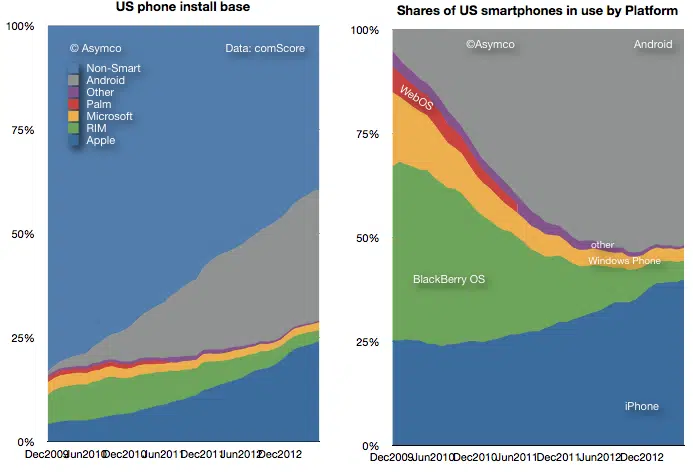 US phone install base
100%
© Asymco
Data: comScore
Non-Smart
Android
Other
Palm
Microsoft
RIM
Apple
75%
50%
25%
0%
Dec2009 Jun2010 Dec2010 Jun2011 Dec2011 Jun2012 Dec2012
Shares of US smartphones in use by Platform
100%
©Asymco
Android
WebOS
75%
50%
other
Windows Phone
BlackBerry OS
25%
iPhone
0%
Dec2009 Jun2010 Dec2010 Jun2011 Dec2011 Jun2012 Dec2012